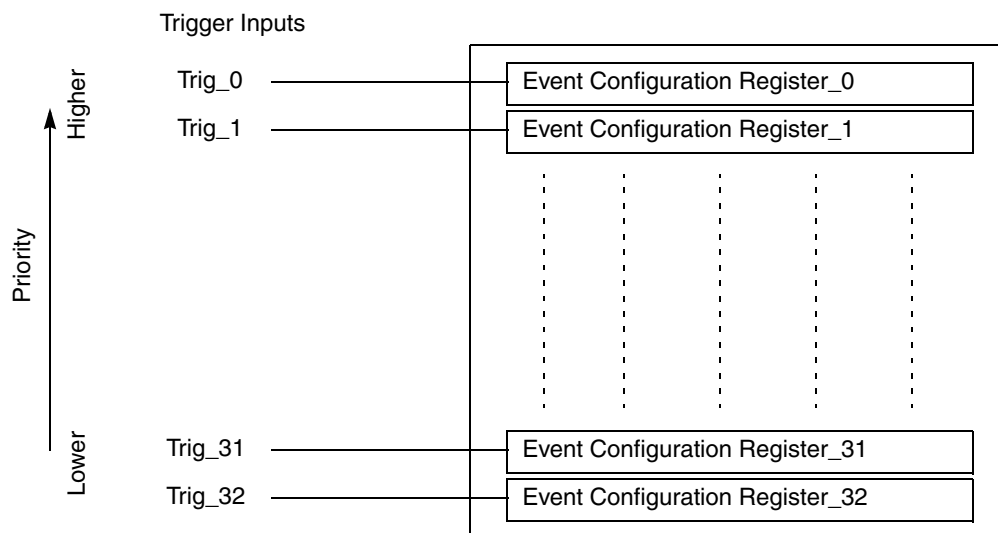 Trigger Inputs
Higher
Trig_0
Event Configuration Register_0
Trig_1
Event Configuration Register_1
Priority
Lower
Trig_31
Event Configuration Register_31
Trig_32
Event Configuration Register_32